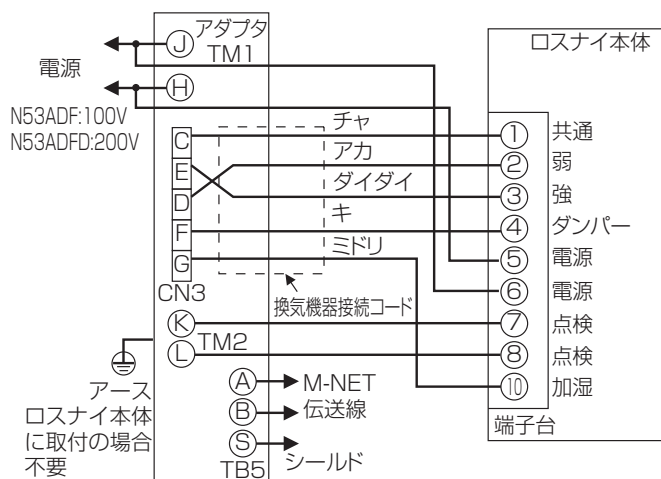 アダプタ
TM1
J
H
電源
N53ADF:100V
N53ADFD:200V
C
E
D
F
G
CN3
チャ
アカ
ダイダイ
キ
ミドリ
換気機器接続コード
K
L
TM2
アース
ロスナイ本体
に取付の場合
不要
A
B
S
TB5
M-NET
伝送線
シールド
ロスナイ本体
① 共通
② 弱
③ 強
④ ダンパー
⑤ 電源
⑥ 電源
⑦ 点検
⑧ 点検
⑩ 加湿
端子台